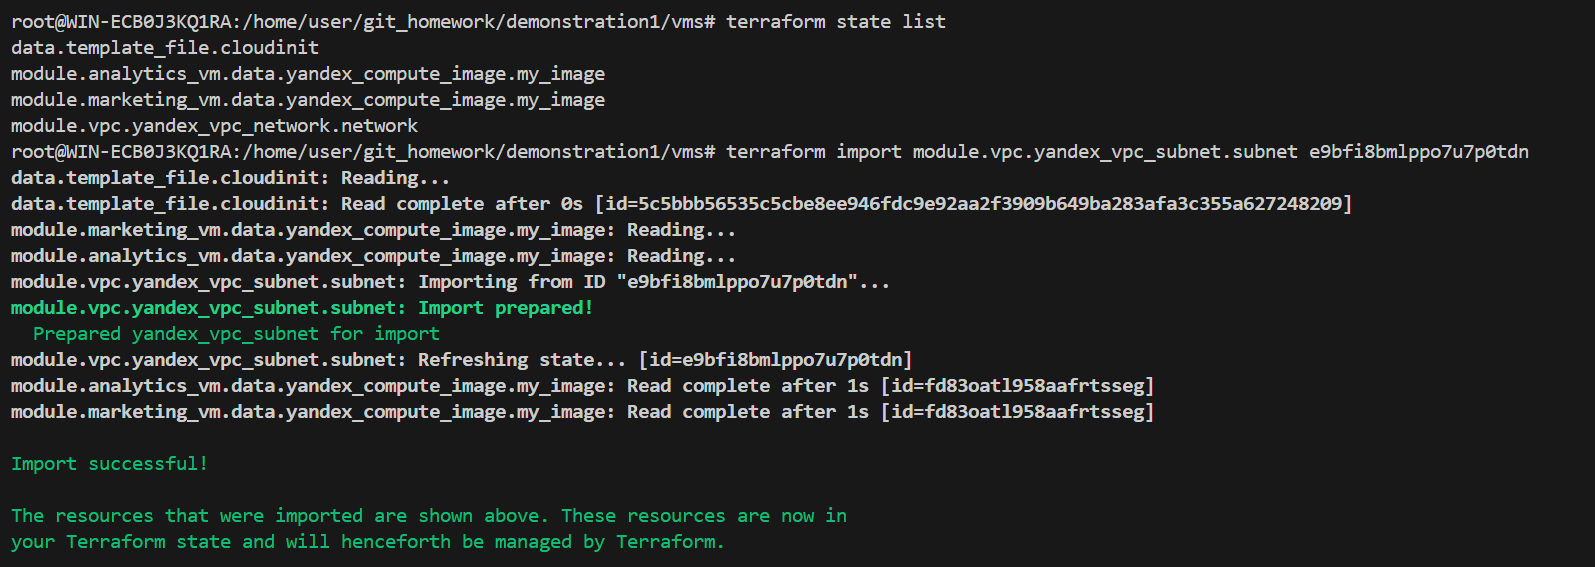 root@WIN-ECB0J3KQ1RA:/home/user/git_homework/demonstration1/vms# terraform state list
data.template_file.cloudinit
module.analytics_vm.data.yandex_compute_image.my_image
module.marketing_vm.data.yandex_compute_image.my_image
module.vpc.yandex_vpc_network.network
root@WIN-ECB0J3KQ1RA:/home/user/git_homework/demonstration1/vms# terraform import module.vpc.yandex_vpc_subnet.subnet e9bfi8bmlppo7u7p0tdn
data.template_file.cloudinit: Reading...
data.template_file.cloudinit: Read complete after 0s [id=5c5bbb56535c5cbe8ee946fdc9e92aa2f3909b649ba283afa3c355a627248209]
module.marketing_vm.data.yandex_compute_image.my_image: Reading...
module.analytics_vm.data.yandex_compute_image.my_image: Reading...
module.vpc.yandex_vpc_subnet.subnet: Importing from ID "e9bfi8bmlppo7u7p0tdn"...
module.vpc.yandex_vpc_subnet.subnet: Import prepared!
  Prepared yandex_vpc_subnet for import
module.vpc.yandex_vpc_subnet.subnet: Refreshing state... [id=e9bfi8bmlppo7u7p0tdn]
module.analytics_vm.data.yandex_compute_image.my_image: Read complete after 1s [id=fd83oatl958aafrtsseg]
module.marketing_vm.data.yandex_compute_image.my_image: Read complete after 1s [id=fd83oatl958aafrtsseg]
Import successful!
The resources that were imported are shown above. These resources are now in
your Terraform state and will henceforth be managed by Terraform.